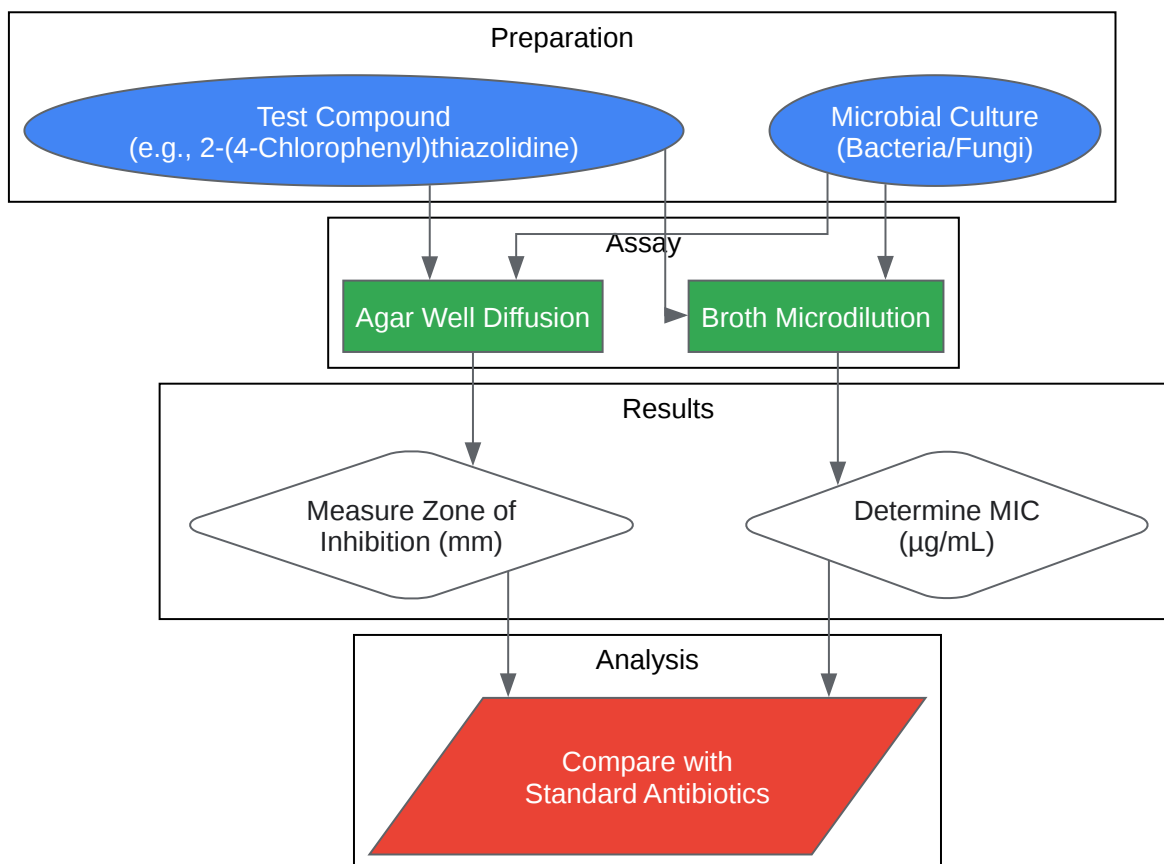 Preparation
Test Compound
(e.g., 2-(4-Chlorophenyl)thiazolidine)
Microbial Culture
(Bacteria/Fungi)
Assay
Agar Well Diffusion
Broth Microdilution
Results
Measure Zone of
Inhibition (mm)
Determine MIC
(µg/mL)
Analysis
Compare with
Standard Antibiotics